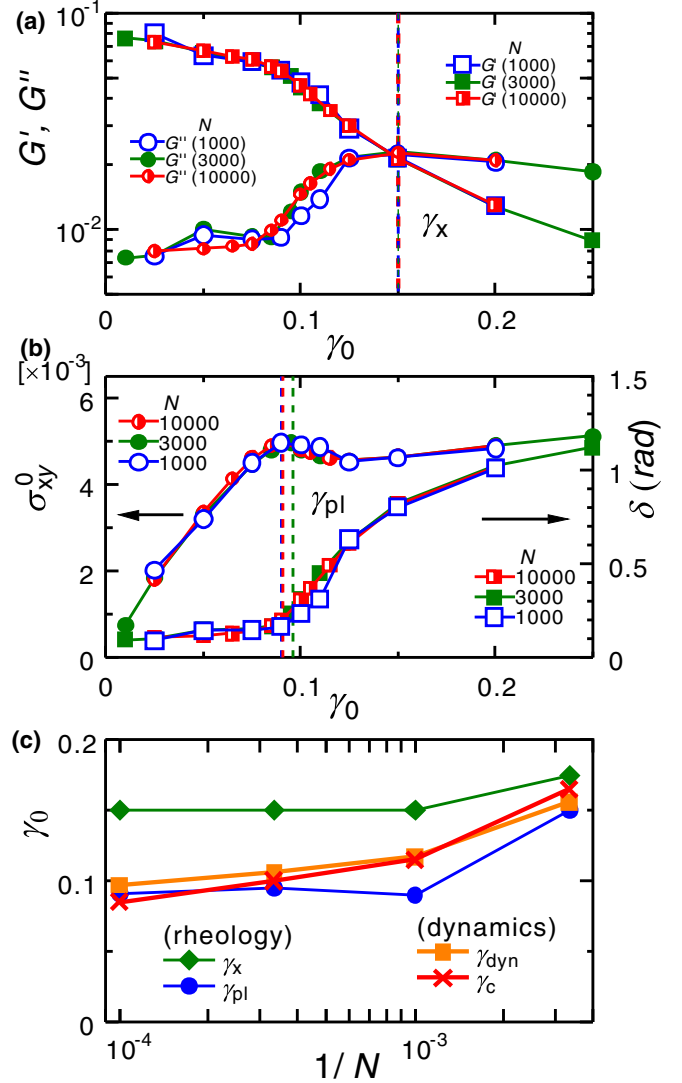 (a)
10⁻¹
10⁻²
G', G''
N
G' (1000)
G' (3000)
G' (10000)
N
G'' (1000)
G'' (3000)
G'' (10000)
γx
0 0.1 0.2
γ0
(b)
[×10⁻³]
6
4
2
0
σ⁰xy
N
10000
3000
1000
γpl
1.5
1
0.5
0
δ (rad)
N
10000
3000
1000
0 0.1 0.2
γ0
(c)
0.2
0.1
0
γ0
(rheology)
γx
γpl
(dynamics)
γdyn
γc
10⁻⁴ 10⁻³
1/ N